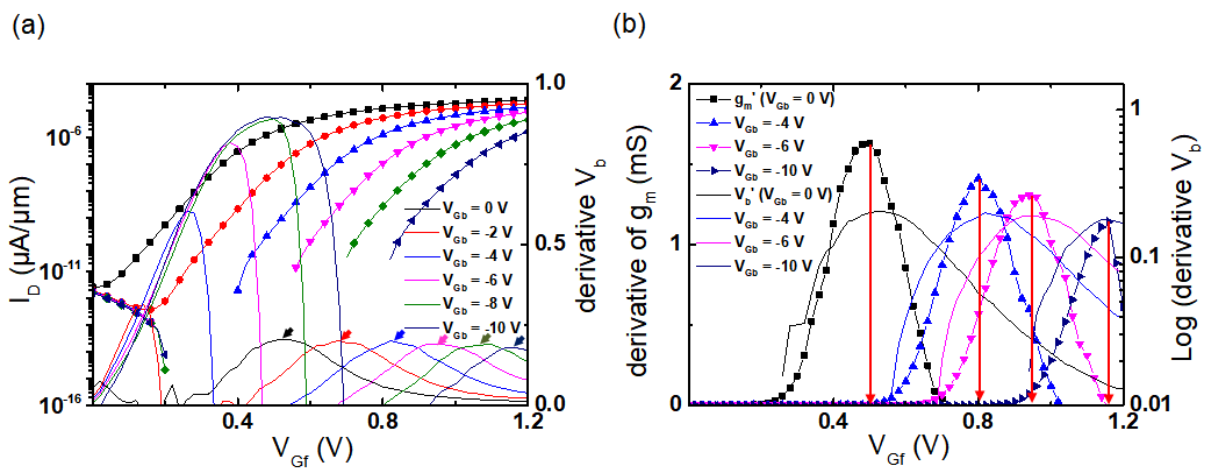 (a)
(b)
1.0
10⁻⁶
10⁻¹¹
10⁻¹⁶
0.5
0.0
I_D (μA/μm)
derivative V_b
V_Gb = 0 V
V_Gb = -2 V
V_Gb = -4 V
V_Gb = -6 V
V_Gb = -8 V
V_Gb = -10 V
0.4
0.8
1.2
V_Gf (V)
2
1
0
derivative of g_m (mS)
g_m' (V_Gb = 0 V)
V_Gb = -4 V
V_Gb = -6 V
V_Gb = -10 V
V_b' (V_Gb = 0 V)
V_Gb = -4 V
V_Gb = -6 V
V_Gb = -10 V
1
0.1
0.01
Log (derivative V_b)
0.4
0.8
1.2
V_Gf (V)